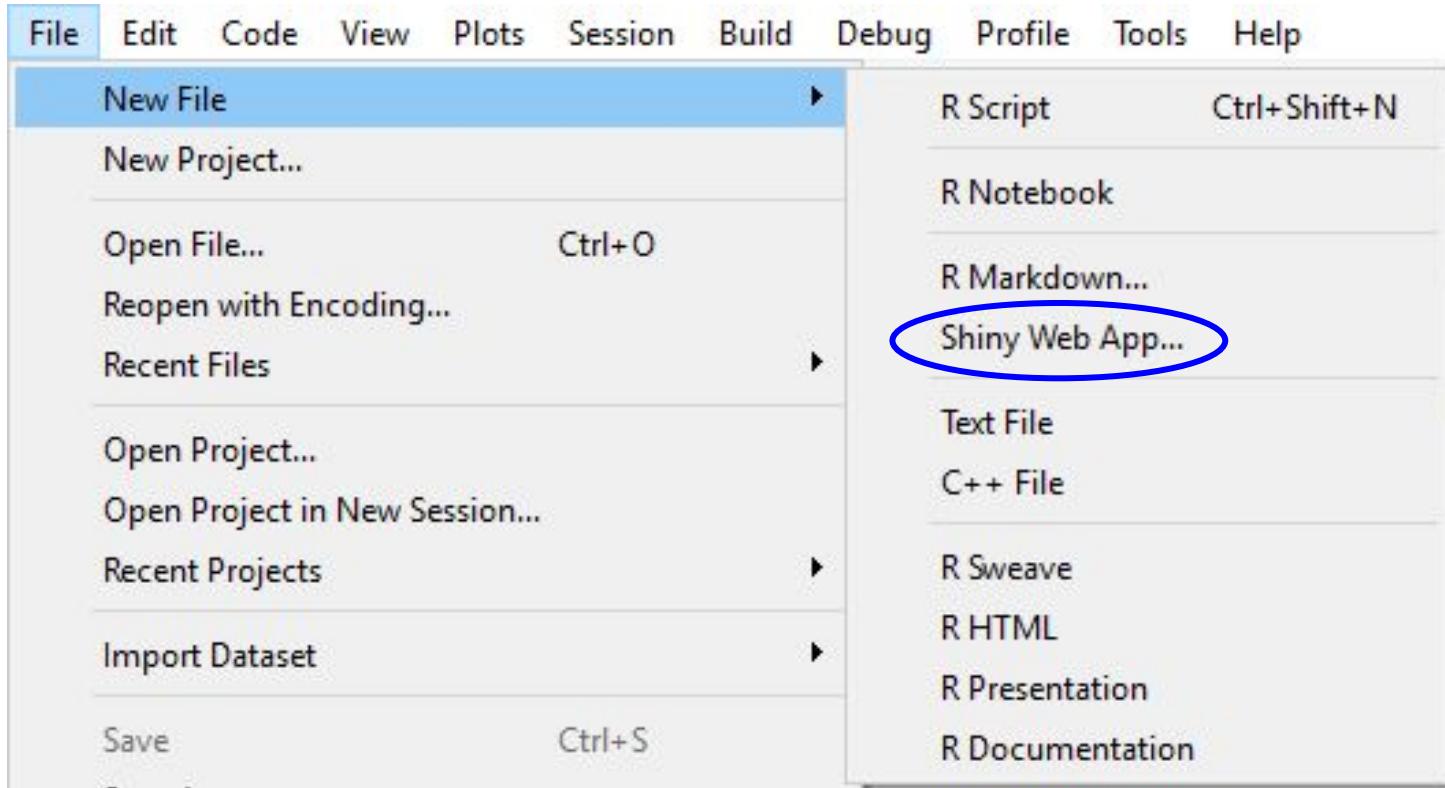 File Edit Code View Plots Session Build Debug Profile Tools Help
New File
New Project...
Open File... Ctrl+O
Reopen with Encoding...
Recent Files
Open Project...
Open Project in New Session...
Recent Projects
Import Dataset
Save Ctrl+S
R Script Ctrl+Shift+N
R Notebook
R Markdown...
Shiny Web App...
Text File
C++ File
R Sweave
R HTML
R Presentation
R Documentation